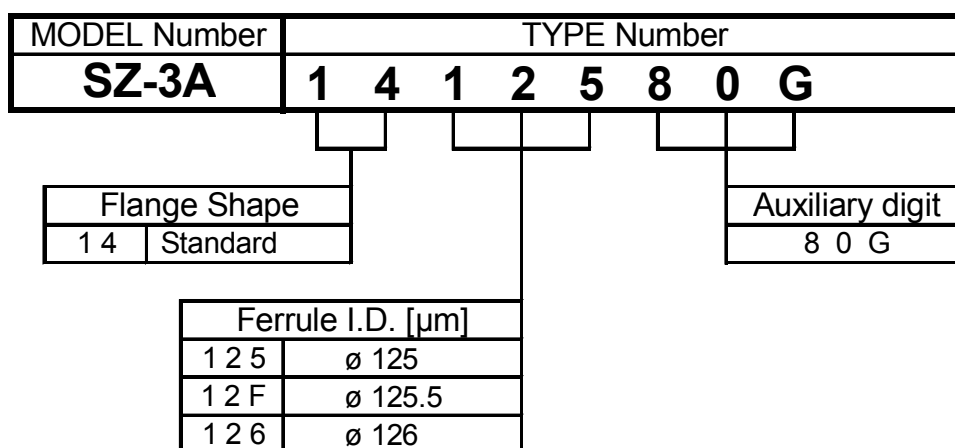 MODEL Number TYPE Number
SZ-3A 1 4 1 2 5 8 0 G
Flange Shape Auxiliary digit
1 4 Standard 8 0 G
Ferrule I.D. [µm]
1 2 5 ø 125
1 2 F ø 125.5
1 2 6 ø 126